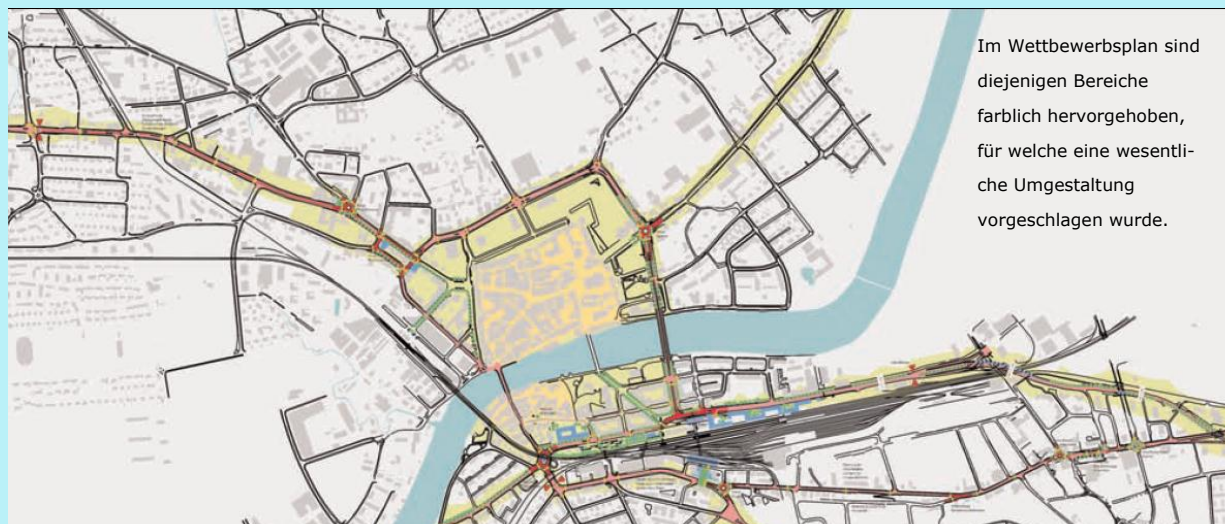 Im Wettbewerbsplan sind
diejenigen Bereiche
farblich hervorgehoben,
für welche eine wesentli-
che Umgestaltung
vorgeschlagen wurde.